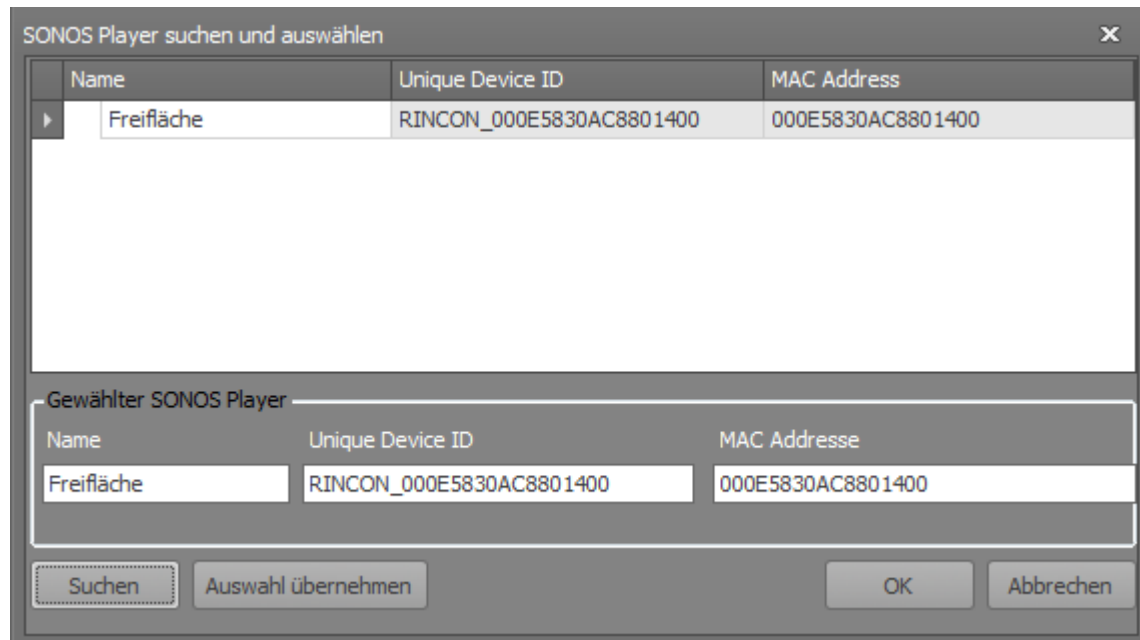 SONOS Player suchen und auswählen
Name Unique Device ID MAC Address
Freifläche RINCON_000E5830AC8801400 000E5830AC8801400
Gewählter SONOS Player
Name Unique Device ID MAC Addresse
Freifläche RINCON_000E5830AC8801400 000E5830AC8801400
Suchen Auswahl übernehmen OK Abbrechen